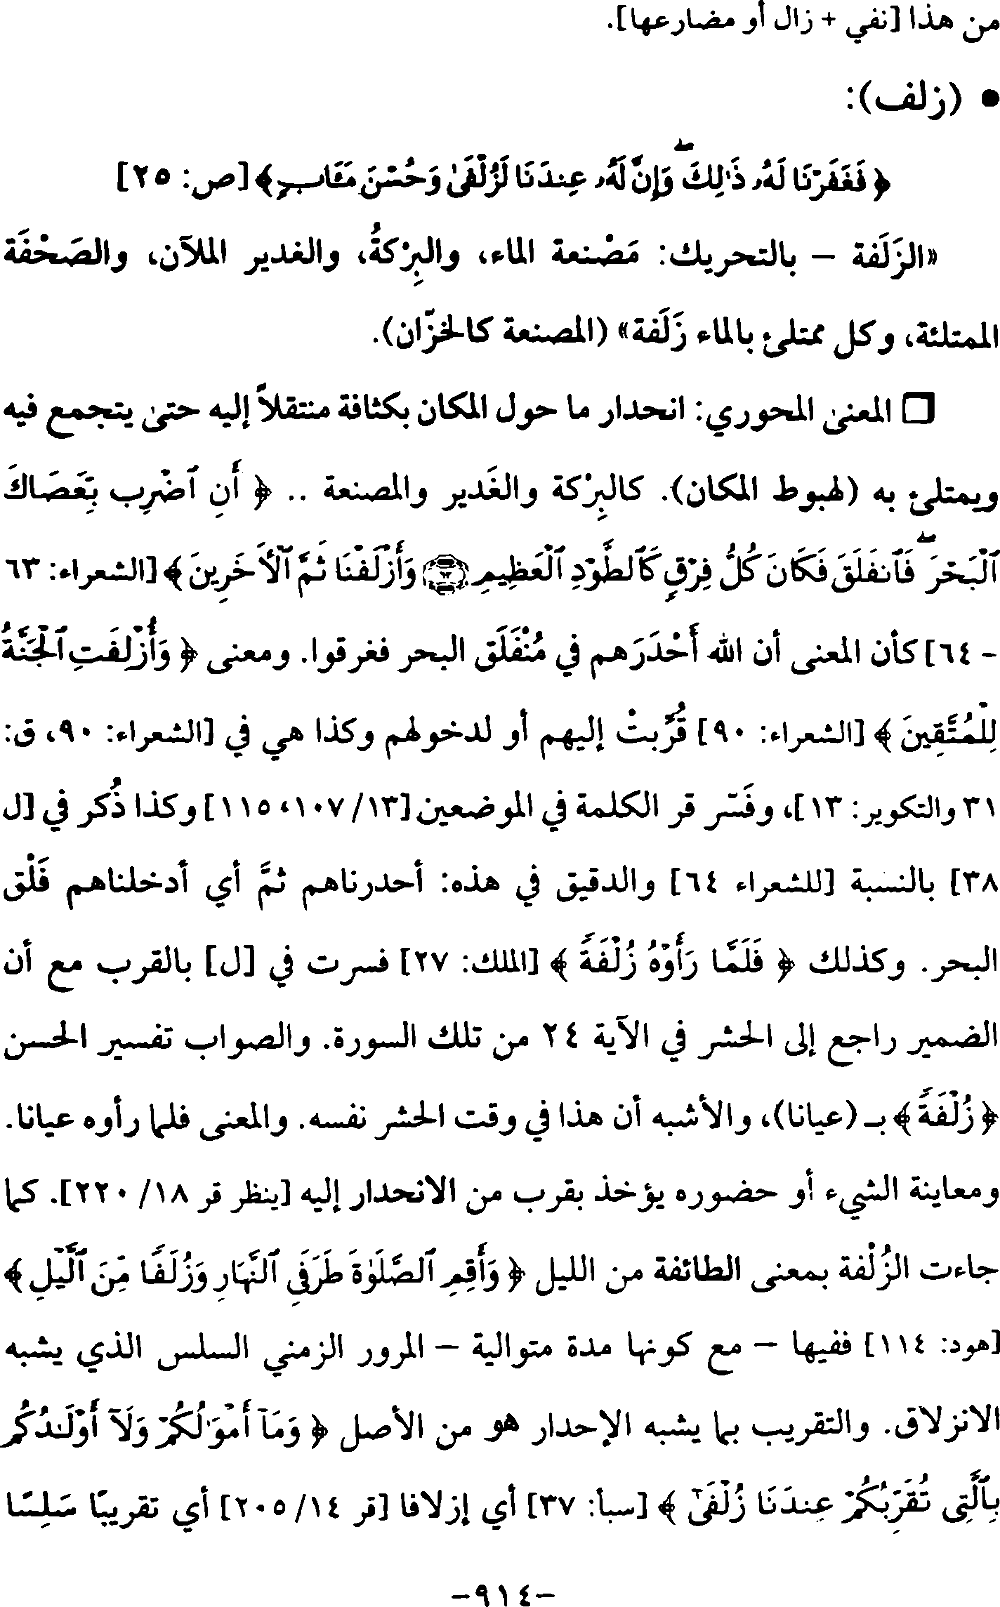 من هذا [نفي + زال أو مضارعها].
• (زلف):
﴿ فَغَفَرْنَا لَهُۥ ذَٰلِكَ ۖ وَإِنَّ لَهُۥ عِندَنَا لَزُلْفَىٰ وَحُسْنَ مَـَٔابٍ ﴾ [ص: ٢٥]
«الزَلَفة – بالتحريك: مَصْنعة الماء، والبِرْكةُ، والغدير الملآن، والصَحْفَة
الممتلئة، وكل ممتلئ بالماء زَلَفة» (المصنعة كالخزّان).
❒ المعنى المحوري: انحدار ما حول المكان بكثافة منتقلاً إليه حتى يتجمع فيه
ويمتلئ به (لهبوط المكان). كالبِرْكة والغَدير والمصنعة .. ﴿ أَنِ ٱضْرِب بِّعَصَاكَ
ٱلْبَحْرَ ۖ فَٱنفَلَقَ فَكَانَ كُلُّ فِرْقٍ كَٱلطَّوْدِ ٱلْعَظِيمِ ۝٦٣ وَأَزْلَفْنَا ثَمَّ ٱلْأَخَرِينَ ﴾ [الشعراء: ٦٣
- ٦٤] كأن المعنى أن الله أَحْدَرَهم في مُنْفَلَق البحر فغرقوا. ومعنى ﴿ وَأُزْلِفَتِ ٱلْجَنَّةُ
لِلْمُتَّقِينَ ﴾ [الشعراء: ٩٠] قُرِّبتْ إليهم أو لدخولهم وكذا هي في [الشعراء: ٩٠، ق:
٣١ والتكوير: ١٣]، وفَسّر قر الكلمة في الموضعين [١٣/ ١٠٧، ١١٥] وكذا ذُكر في [ل
٣٨] بالنسبة [للشعراء ٦٤] والدقيق في هذه: أحدرناهم ثمَّ أي أدخلناهم فَلْق
البحر. وكذلك ﴿ فَلَمَّا رَأَوْهُ زُلْفَةً ﴾ [الملك: ٢٧] فسرت في [ل] بالقرب مع أن
الضمير راجع إلى الحشر في الآية ٢٤ من تلك السورة. والصواب تفسير الحسن
﴿ زُلْفَةً ﴾ بـ (عيانا)، والأشبه أن هذا في وقت الحشر نفسه. والمعنى فلما رأوه عيانا.
ومعاينة الشيء أو حضوره يؤخذ بقرب من الانحدار إليه [ينظر قر ١٨/ ٢٢٠]. كما
جاءت الزُلْفة بمعنى الطائفة من الليل ﴿ وَأَقِمِ ٱلصَّلَوٰةَ طَرَفَىِ ٱلنَّهَارِ وَزُلَفًا مِّنَ ٱلَّيْلِ ﴾
[هود: ١١٤] ففيها – مع كونها مدة متوالية – المرور الزمني السلس الذي يشبه
الانزلاق. والتقريب بما يشبه الإحدار هو من الأصل ﴿ وَمَآ أَمْوَٰلُكُمْ وَلَآ أَوْلَـٰدُكُم
بِٱلَّتِى تُقَرِّبُكُمْ عِندَنَا زُلْفَىٰٓ ﴾ [سبأ: ٣٧] أي إزلافا [قر ١٤/ ٢٠٥] أي تقريبًا سَلِسًا
-٩١٤-